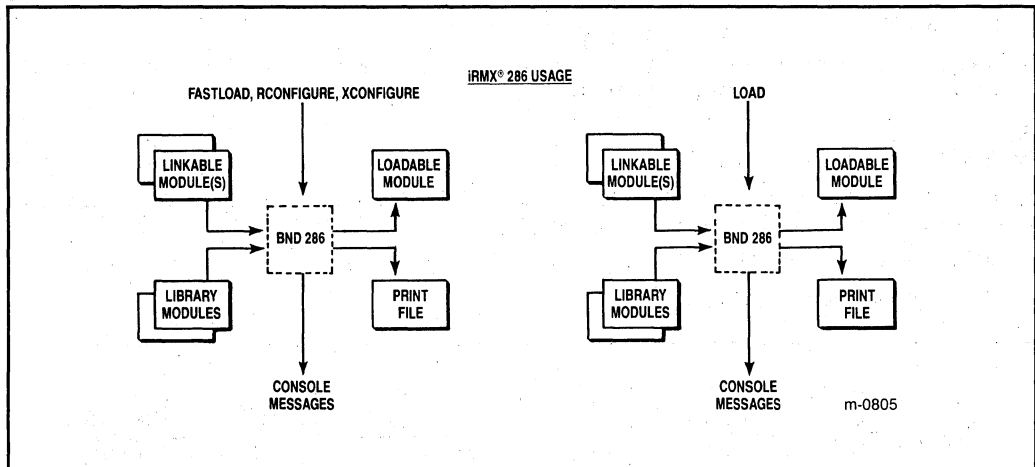 iRMX® 286 USAGE
FASTLOAD, RCONFIGURE, XCONFIGURE
LINKABLE
MODULE(S)
LOADABLE
MODULE
BND 286
LIBRARY
MODULES
PRINT
FILE
CONSOLE
MESSAGES
LOAD
LINKABLE
MODULE(S)
LOADABLE
MODULE
BND 286
LIBRARY
MODULES
PRINT
FILE
CONSOLE
MESSAGES
m-0805